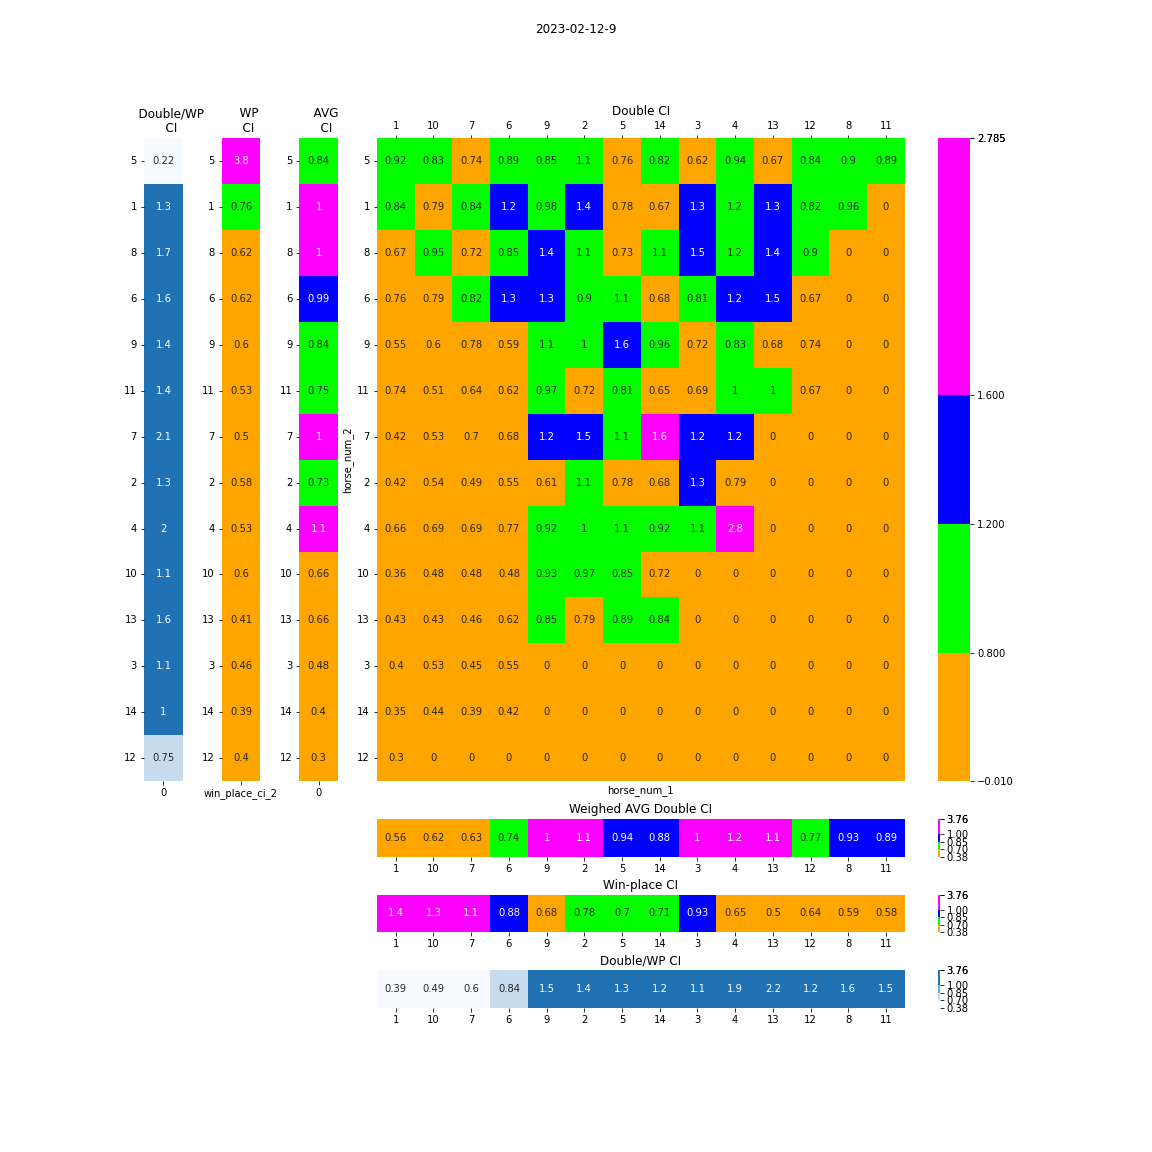 2023-02-12-9
Double/WP CI
WP CI
AVG CI
Double CI
1 10 7 6 9 2 5 14 3 4 13 12 8 11
5 0.22 5 3.8 5 0.84 5 0.92 0.83 0.74 0.89 0.85 1.1 0.76 0.82 0.62 0.94 0.67 0.84 0.9 0.89
1 1.3 1 0.76 1 1 1 0.84 0.79 0.84 1.2 0.98 1.4 0.78 0.67 1.3 1.2 1.3 0.82 0.96 0
8 1.7 8 0.62 8 1 8 0.67 0.95 0.72 0.85 1.4 1.1 0.73 1.1 1.5 1.2 1.4 0.9 0 0
6 1.6 6 0.62 6 0.99 6 0.76 0.79 0.82 1.3 1.3 0.9 1.1 0.68 0.81 1.2 1.5 0.67 0 0
9 1.4 9 0.6 9 0.84 9 0.55 0.6 0.78 0.59 1.1 1 1.6 0.96 0.72 0.83 0.68 0.74 0 0
11 1.4 11 0.53 11 0.75 11 0.74 0.51 0.64 0.62 0.97 0.72 0.81 0.65 0.69 1 1 0.67 0 0
7 2.1 7 0.5 7 1 7 0.42 0.53 0.7 0.68 1.2 1.5 1.1 1.6 1.2 1.2 0 0 0 0
2 1.3 2 0.58 2 0.73 2 0.42 0.54 0.49 0.55 0.61 1.1 0.78 0.68 1.3 0.79 0 0 0 0
4 2 4 0.53 4 1.1 4 0.66 0.69 0.69 0.77 0.92 1 1.1 0.92 1.1 2.8 0 0 0 0
10 1.1 10 0.6 10 0.66 10 0.36 0.48 0.48 0.48 0.93 0.97 0.85 0.72 0 0 0 0 0 0
13 1.6 13 0.41 13 0.66 13 0.43 0.43 0.46 0.62 0.85 0.79 0.89 0.84 0 0 0 0 0 0
3 1.1 3 0.46 3 0.48 3 0.4 0.53 0.45 0.55 0 0 0 0 0 0 0 0 0 0
14 1 14 0.39 14 0.4 14 0.35 0.44 0.39 0.42 0 0 0 0 0 0 0 0 0 0
12 0.75 12 0.4 12 0.3 12 0.3 0 0 0 0 0 0 0 0 0 0 0 0 0
horse_num_2
0 win_place_ci_2 0 horse_num_1
2.785
1.600
1.200
0.800
−0.010
Weighed AVG Double CI
0.56 0.62 0.63 0.74 1 1.1 0.94 0.88 1 1.2 1.1 0.77 0.93 0.89
1 10 7 6 9 2 5 14 3 4 13 12 8 11
3.76
1.00
0.85
0.70
0.38
Win-place CI
1.4 1.3 1.1 0.88 0.68 0.78 0.7 0.71 0.93 0.65 0.5 0.64 0.59 0.58
1 10 7 6 9 2 5 14 3 4 13 12 8 11
3.76
1.00
0.85
0.70
0.38
Double/WP CI
0.39 0.49 0.6 0.84 1.5 1.4 1.3 1.2 1.1 1.9 2.2 1.2 1.6 1.5
1 10 7 6 9 2 5 14 3 4 13 12 8 11
3.76
1.00
0.85
0.70
0.38